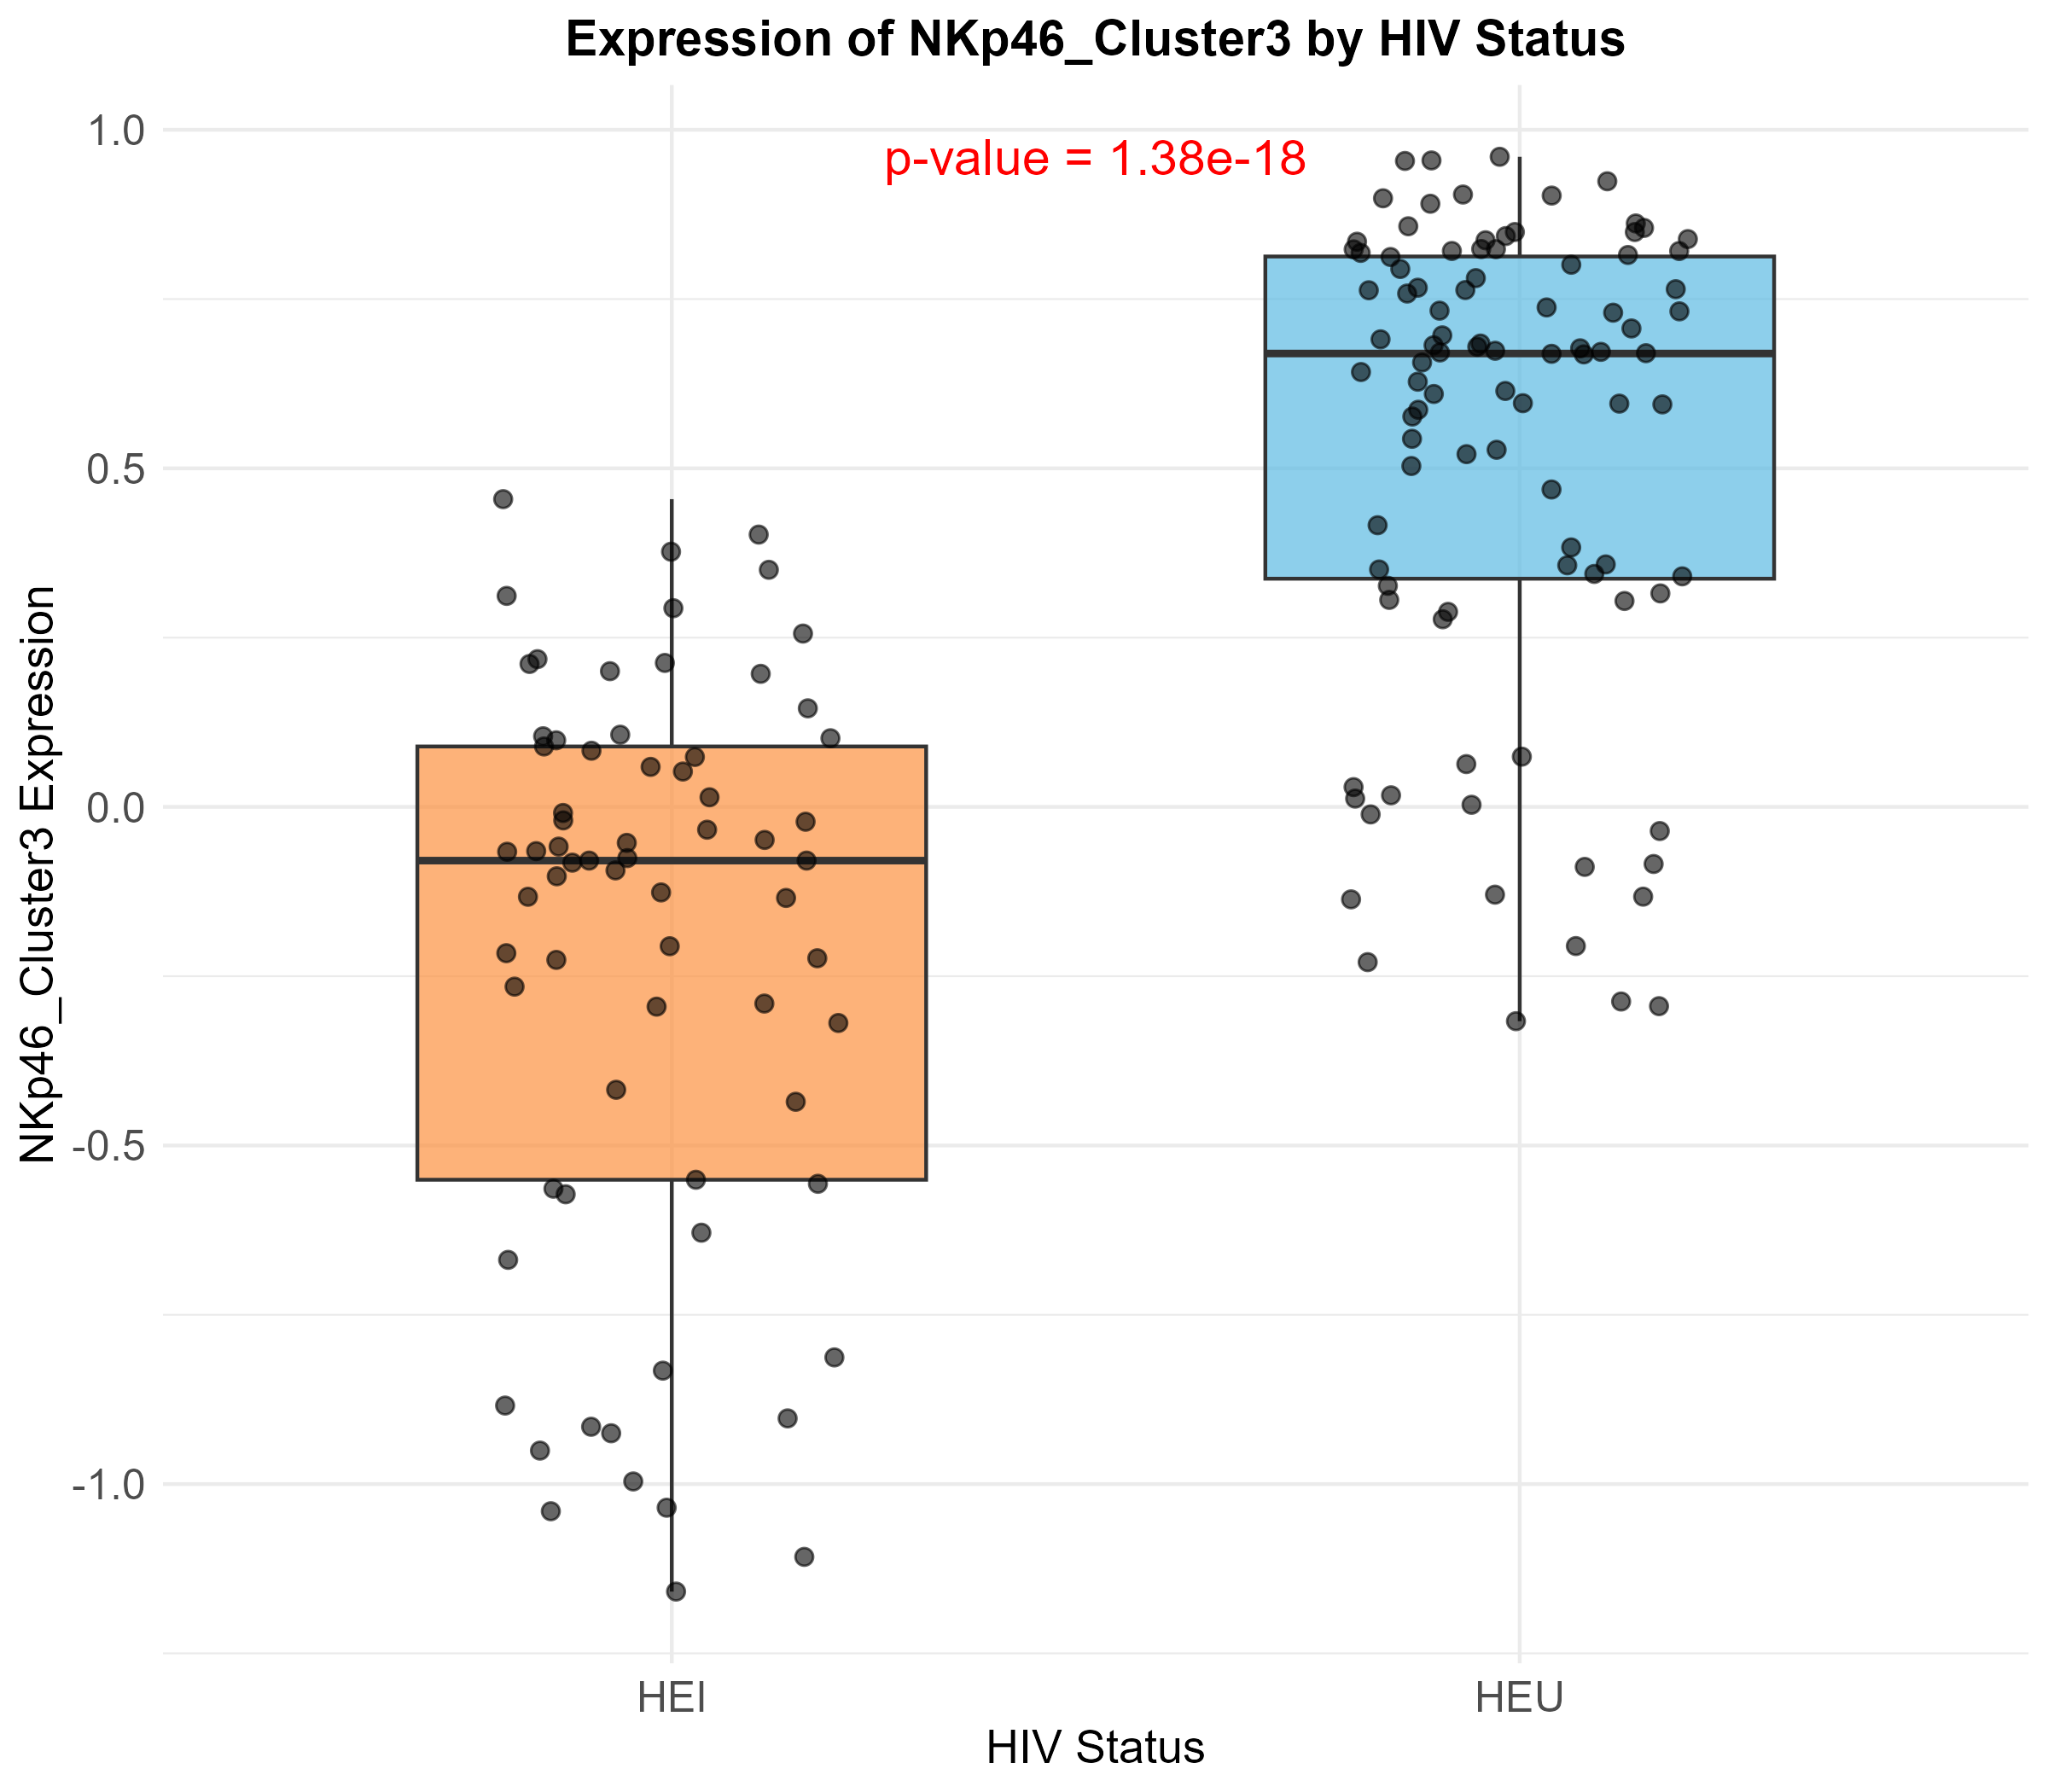 Expression of NKp46_Cluster3 by HIV Status
p-value = 1.38e-18
NKp46_Cluster3 Expression
1.0
0.5
0.0
-0.5
-1.0
HEI
HEU
HIV Status